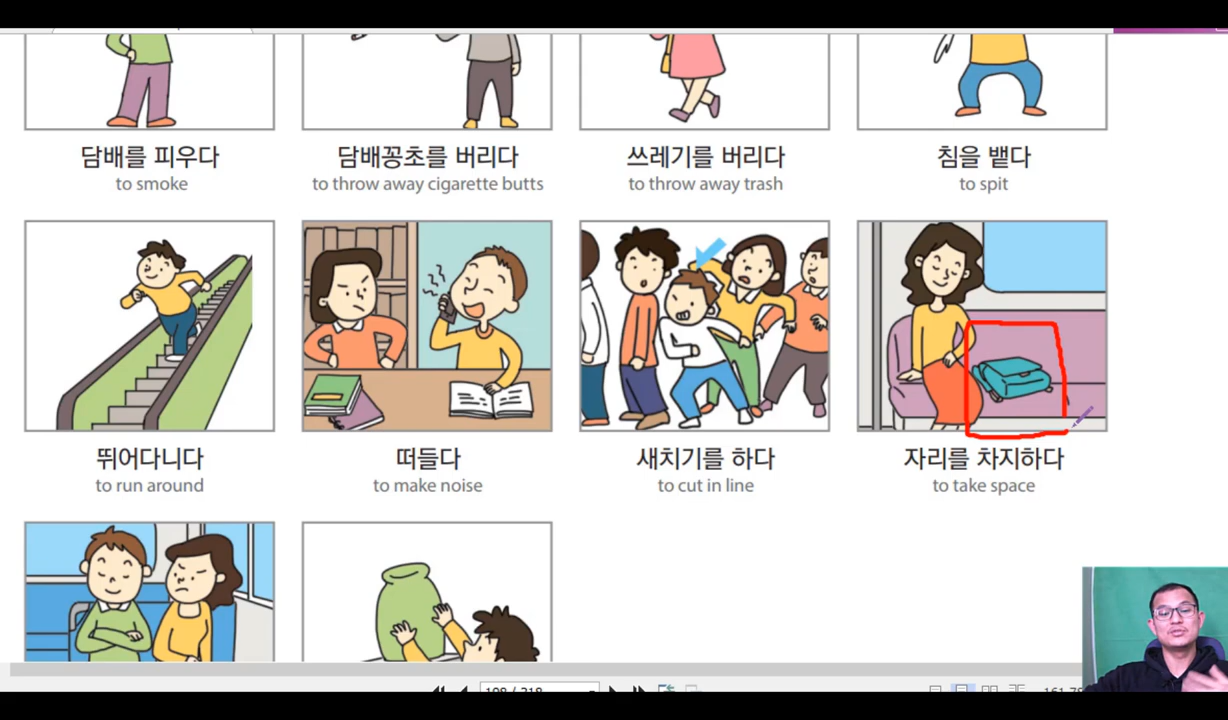 담배를 피우다
to smoke
담배꽁초를 버리다
to throw away cigarette butts
쓰레기를 버리다
to throw away trash
침을 뱉다
to spit
뛰어다니다
to run around
떠들다
to make noise
새치기를 하다
to cut in line
자리를 차지하다
to take space